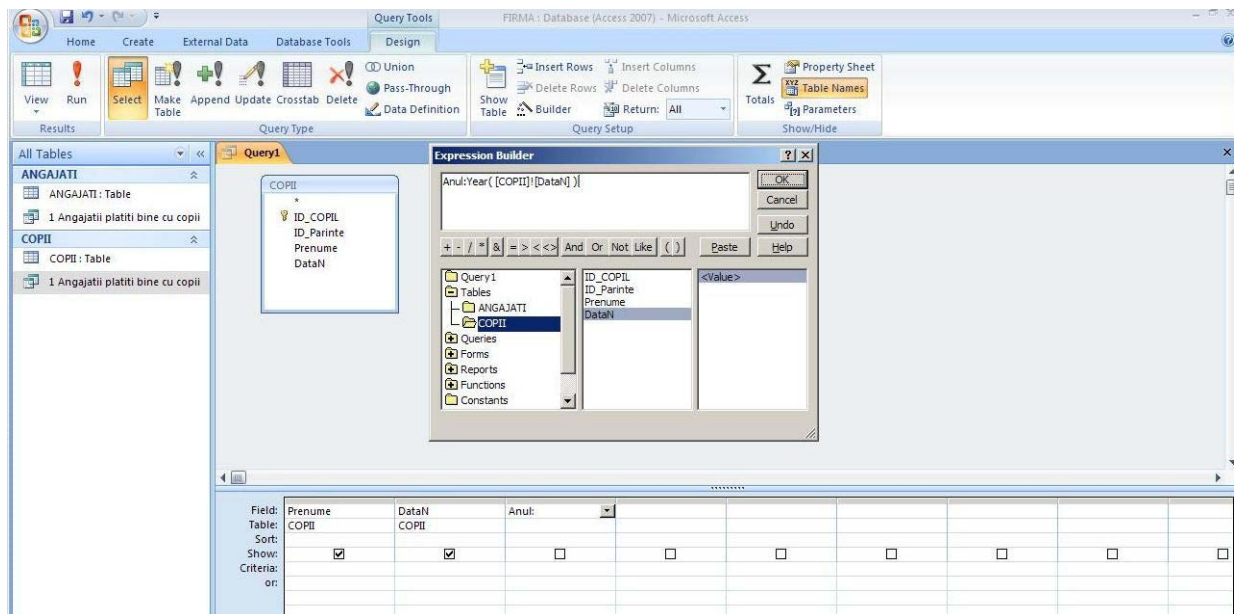 Query Tools
FIRMA : Database (Access 2007) - Microsoft Access
Home Create External Data Database Tools Design
View Run Select Make Table Append Update Crosstab Delete
Union
Pass-Through
Data Definition
Show Table
Insert Rows
Delete Rows
Builder
Insert Columns
Delete Columns
Return: All
Totals
Property Sheet
Table Names
Parameters
Results Query Type Query Setup Show/Hide
All Tables
ANGAJATI
ANGAJATI : Table
1 Angajatii platiti bine cu copii
COPII
COPII : Table
1 Angajatii platiti bine cu copii
Query1
COPII
*
ID_COPIL
ID_Parinte
Prenume
DataN
Expression Builder
Anul:Year( [COPII]![DataN] )
OK
Cancel
Undo
Help
+ - / * & = > < <> And Or Not Like ( ) Paste
Query1
Tables
ANGAJATI
COPII
Queries
Forms
Reports
Functions
Constants
ID_COPIL
ID_Parinte
Prenume
DataN
<Value>
Field: Prenume DataN Anul:
Table: COPII COPII
Sort:
Show:
Criteria:
or: